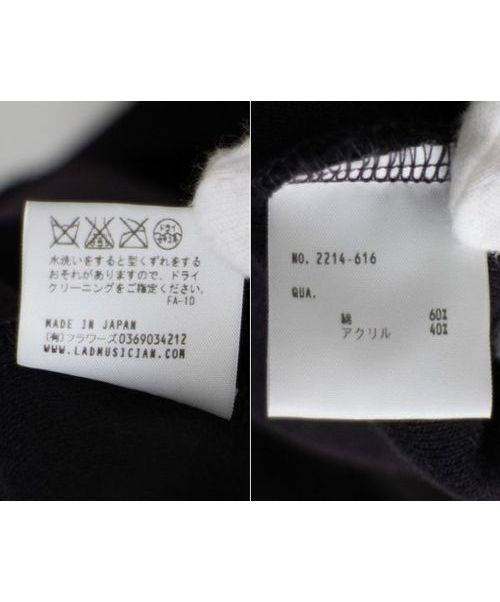 水洗いをすると型くずれをする
おそれがありますので、ドライ
クリーニングをご指定ください。
FA-10
MADE IN JAPAN
(有)フラワーズ0369034212
WWW.LADMUSICIAN.COM
NO. 2214-616
QUA.
綿 60%
アクリル 40%